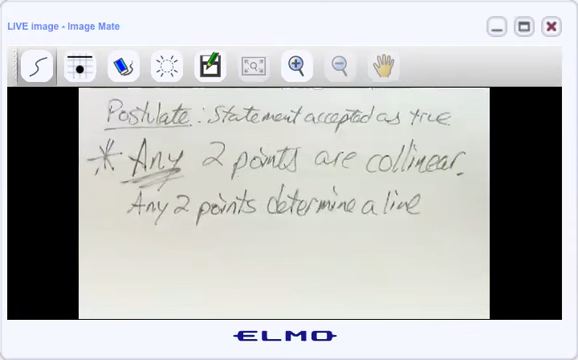 LIVE image - Image Mate
Postulate : Statement accepted as true
* Any 2 points are collinear.
Any 2 points determine a line
ELMO